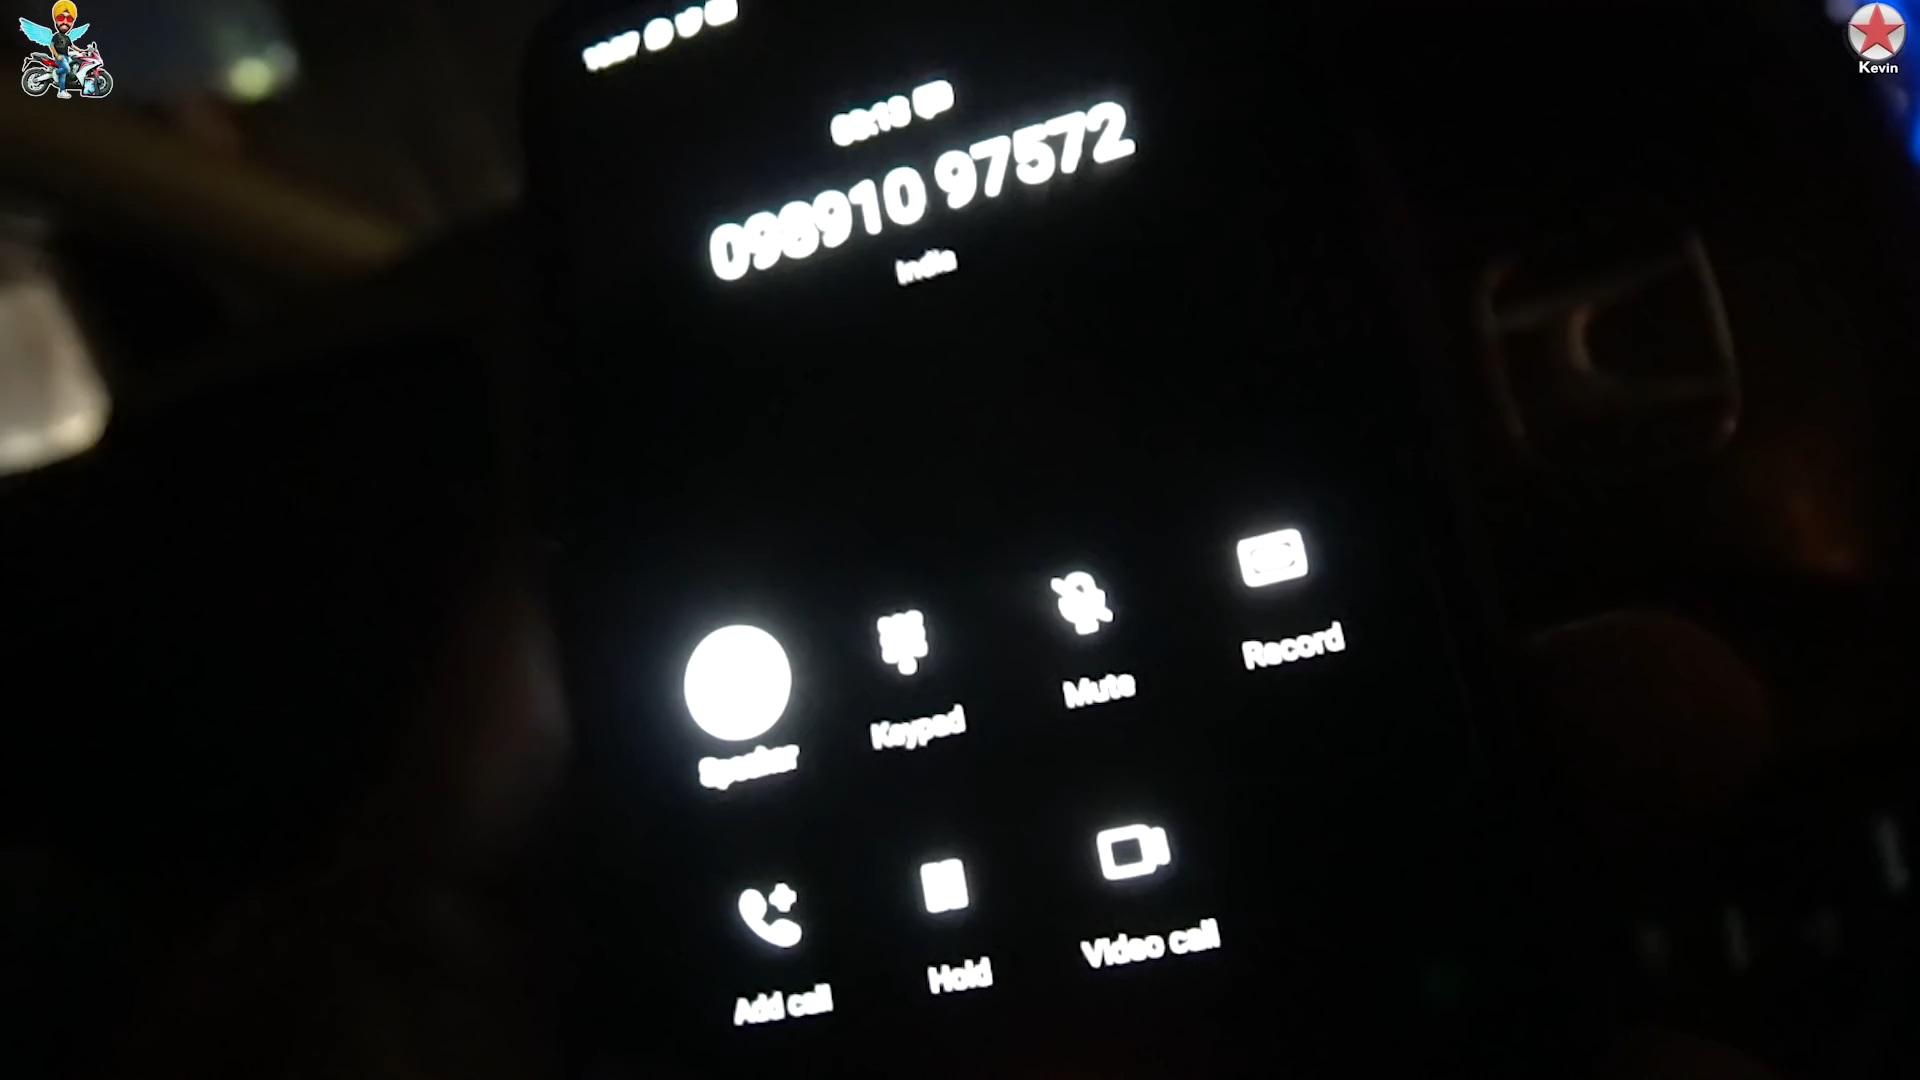 Kevin
098910 97572
India
Speaker
Keypad
Mute
Record
Add call
Hold
Video call